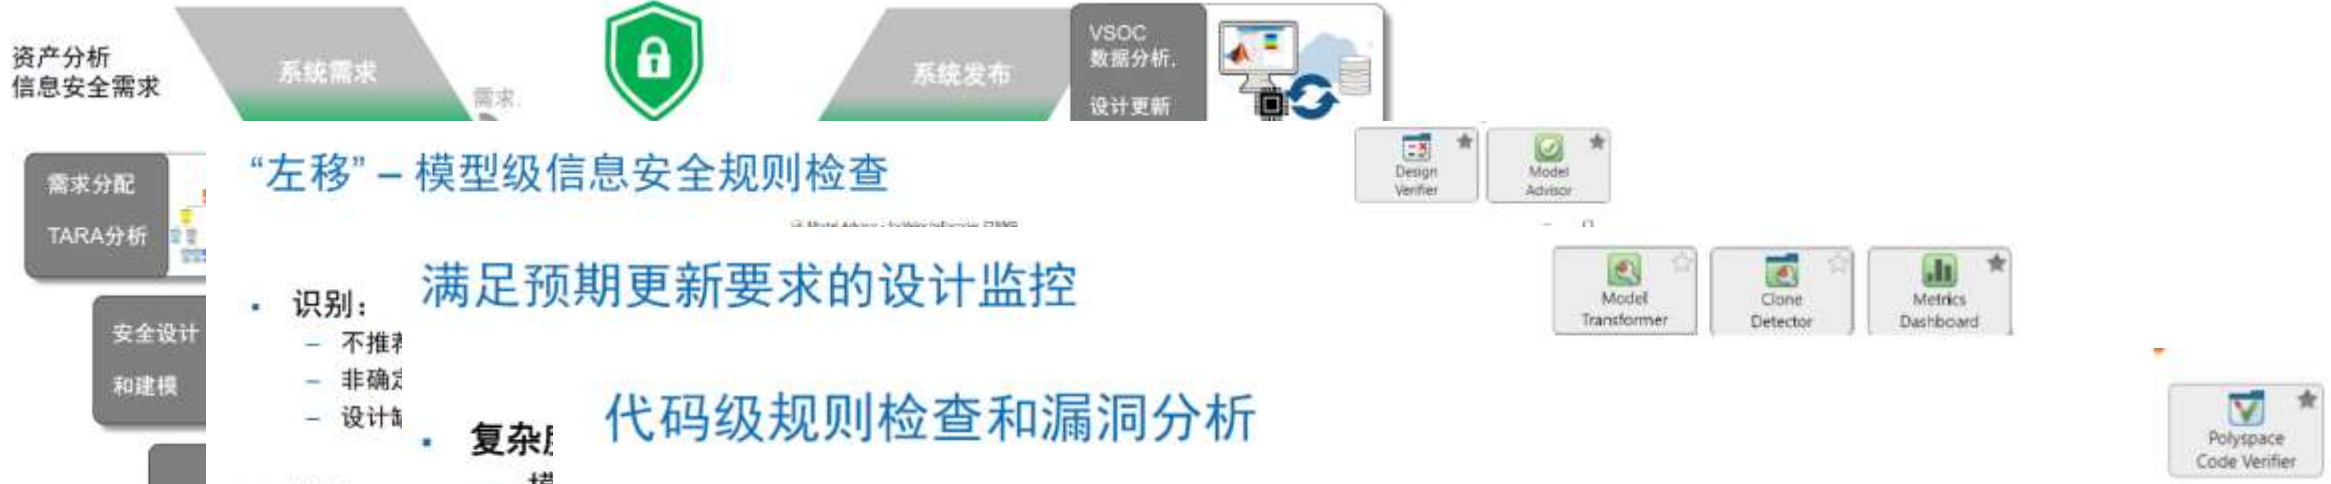 资产分析
信息安全需求
系统需求
需求.
系统发布
VSOC
数据分析.
设计更新
需求分配
TARA分析
“左移” – 模型级信息安全规则检查
Design
Verifier
Model
Advisor
安全设计
和建模
识别：
– 不推
– 非确
– 设计
满足预期更新要求的设计监控
Model
Transformer
Clone
Detector
Metrics
Dashboard
复杂
代码级规则检查和漏洞分析
Polyspace
Code Verifier